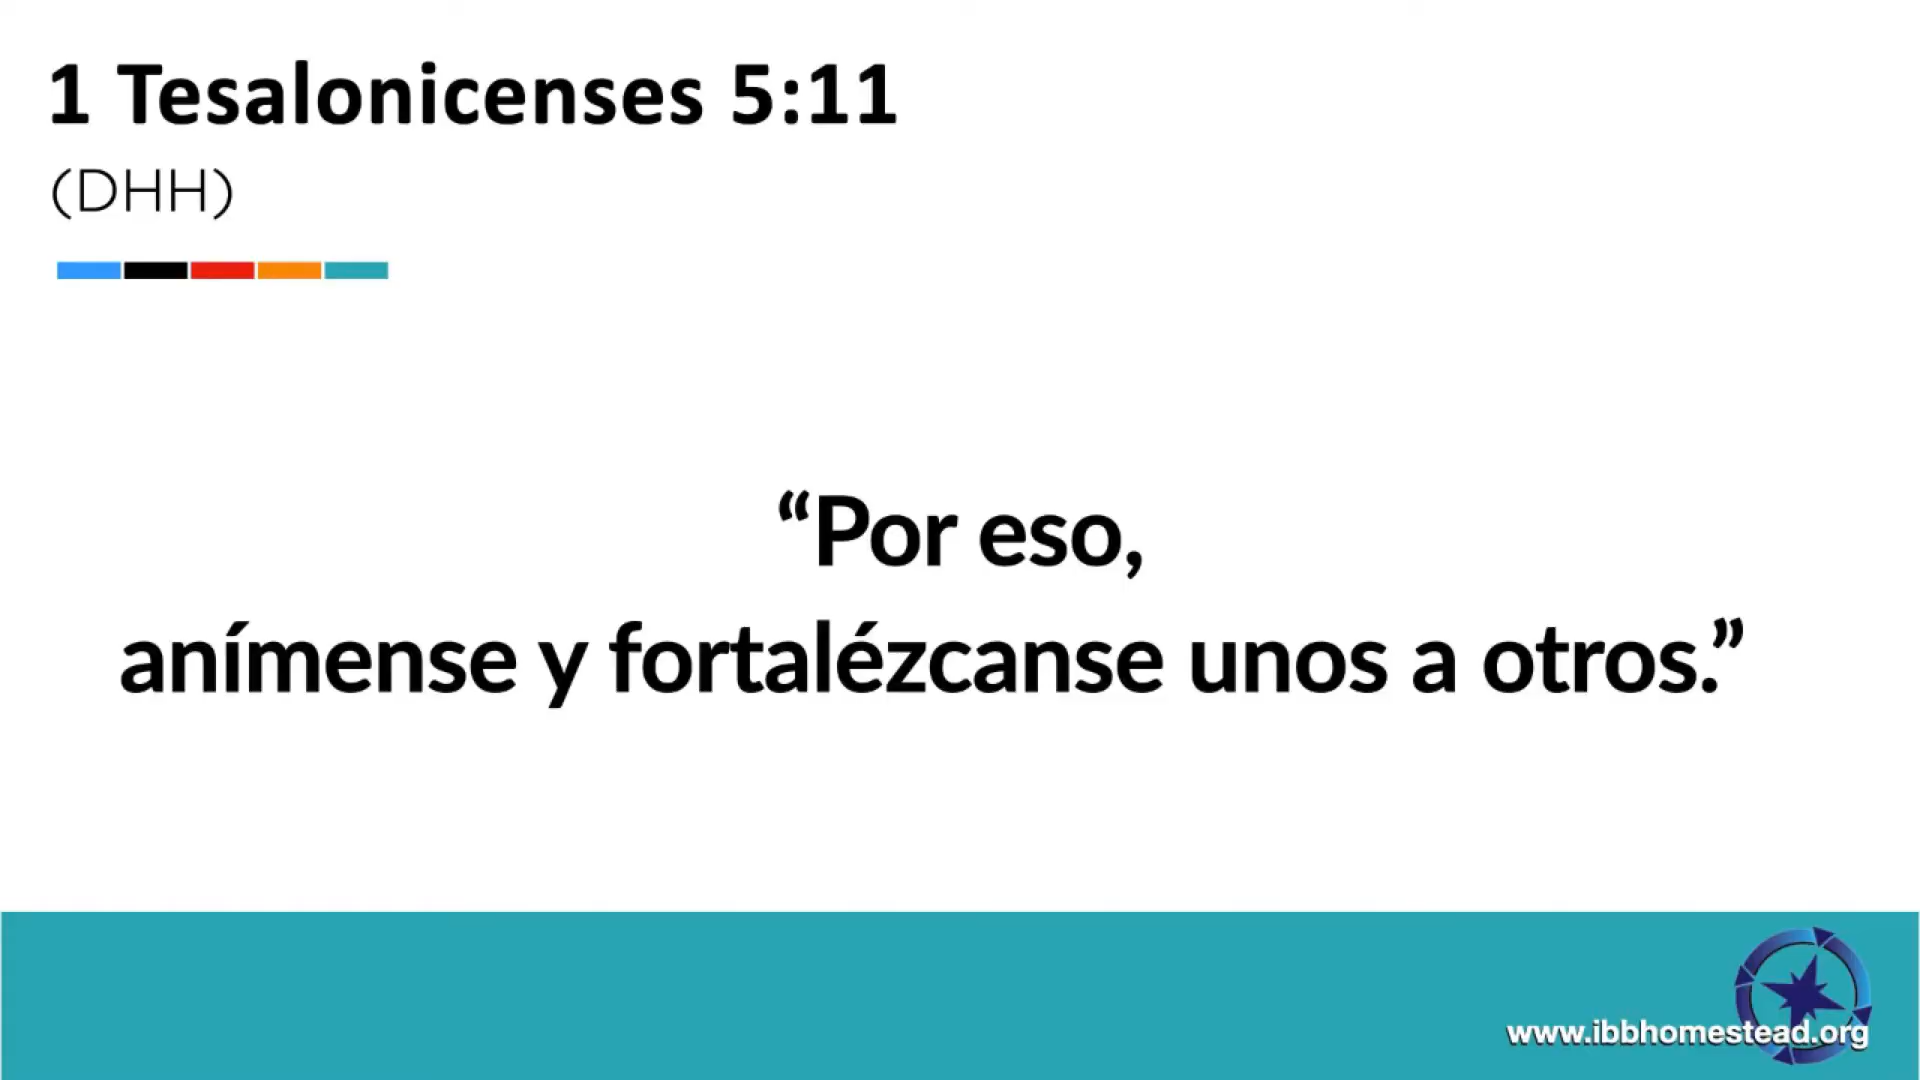 1 Tesalonicenses 5:11
(DHH)
“Por eso,
anímense y fortalézcanse unos a otros.”
www.ibbhomestead.org